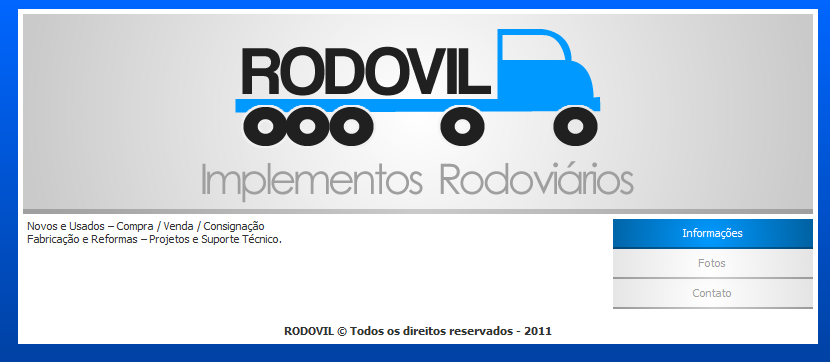 RODOVIL
Implementos Rodoviários
Novos e Usados – Compra / Venda / Consignação
Fabricação e Reformas – Projetos e Suporte Técnico.
Informações
Fotos
Contato
RODOVIL © Todos os direitos reservados - 2011